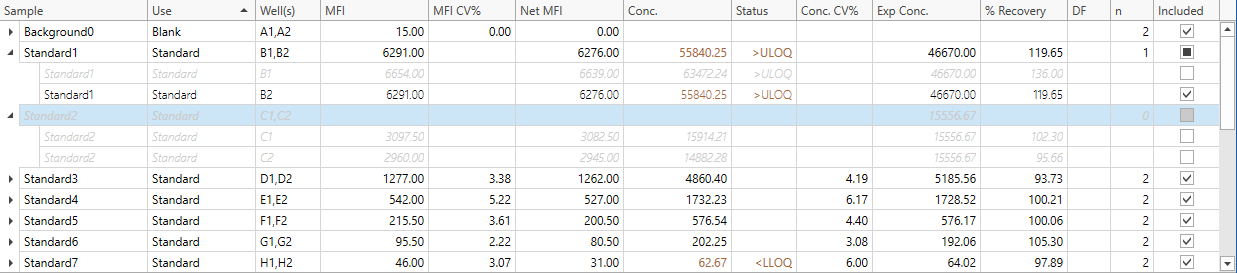 Sample Use Well(s) MFI MFI CV% Net MFI Conc. Status Conc. CV% Exp Conc. % Recovery DF n Included
Background0 Blank A1,A2 15.00 0.00 0.00 2
Standard1 Standard B1,B2 6291.00 6276.00 55840.25 >ULOQ 46670.00 119.65 1
Standard1 Standard B1 6654.00 6639.00 63472.24 >ULOQ 46670.00 136.00
Standard1 Standard B2 6291.00 6276.00 55840.25 >ULOQ 46670.00 119.65
Standard2 Standard C1,C2 15556.67 0
Standard2 Standard C1 3097.50 3082.50 15914.21 15556.67 102.30
Standard2 Standard C2 2960.00 2945.00 14882.28 15556.67 95.66
Standard3 Standard D1,D2 1277.00 3.38 1262.00 4860.40 4.19 5185.56 93.73 2
Standard4 Standard E1,E2 542.00 5.22 527.00 1732.23 6.17 1728.52 100.21 2
Standard5 Standard F1,F2 215.50 3.61 200.50 576.54 4.40 576.17 100.06 2
Standard6 Standard G1,G2 95.50 2.22 80.50 202.25 3.08 192.06 105.30 2
Standard7 Standard H1,H2 46.00 3.07 31.00 62.67 <LLOQ 6.00 64.02 97.89 2